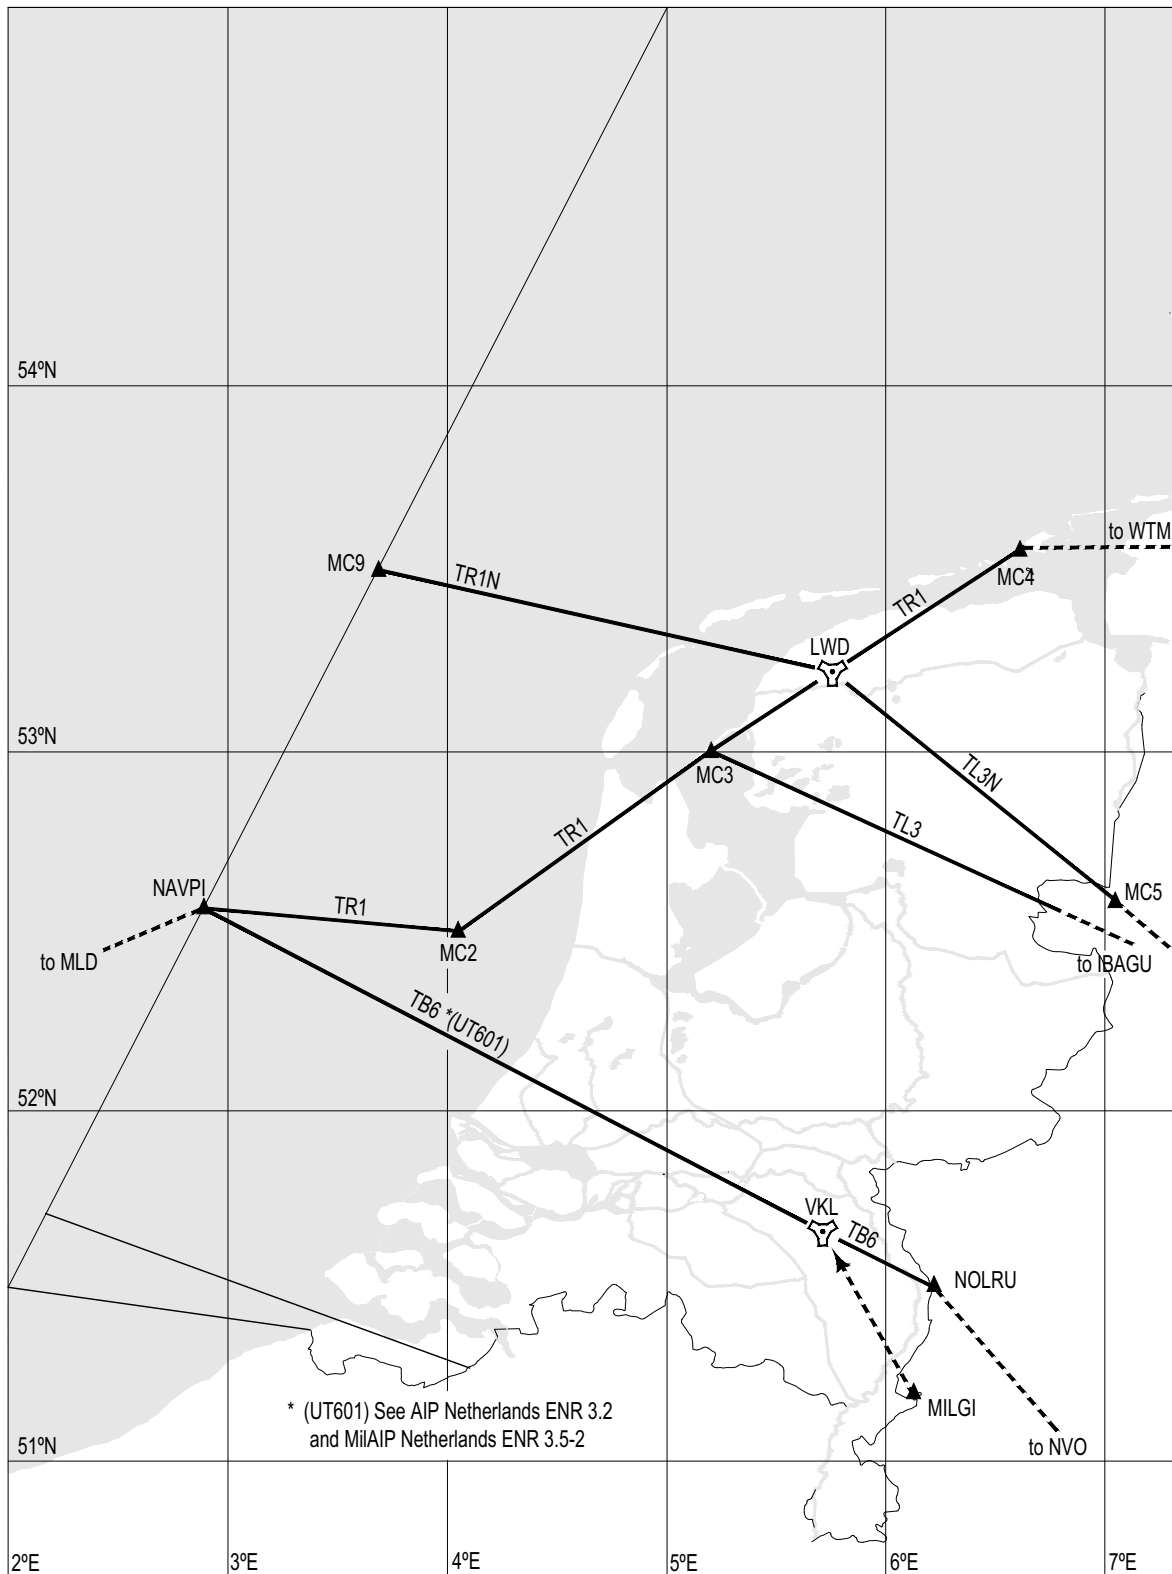 54ºN
to WTM
MC9
TR1N
MC4
TR1
LWD
53ºN
MC3
TL3N
TR1
TL3
NAVPI
MC5
TR1
MC2
to MLD
to IBAGU
TB6 *(UT601)
52ºN
VKL
TB6
NOLRU
MILGI
* (UT601) See AIP Netherlands ENR 3.2
and MilAIP Netherlands ENR 3.5-2
to NVO
51ºN
2ºE
3ºE
4ºE
5ºE
6ºE
7ºE